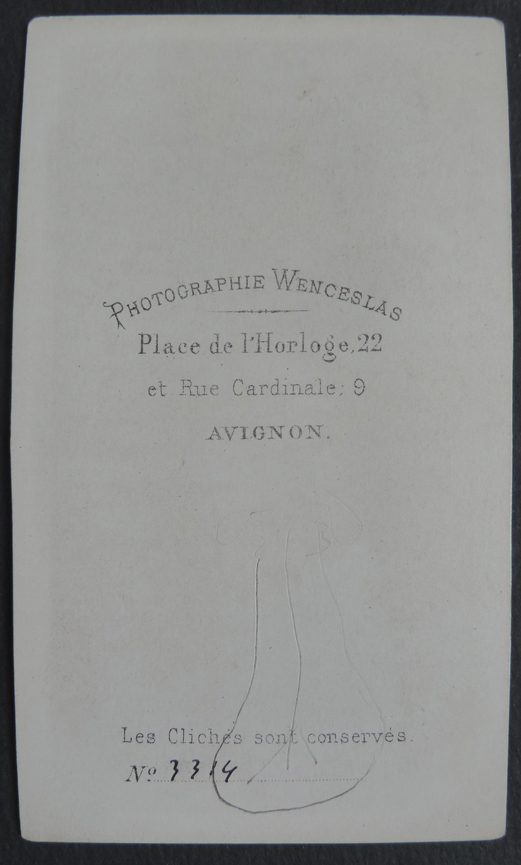 PHOTOGRAPHIE WENCESLAS
Place de l'Horloge, 22
et Rue Cardinale; 9
AVIGNON.
Les Clichés sont conservés.
Nº 3314